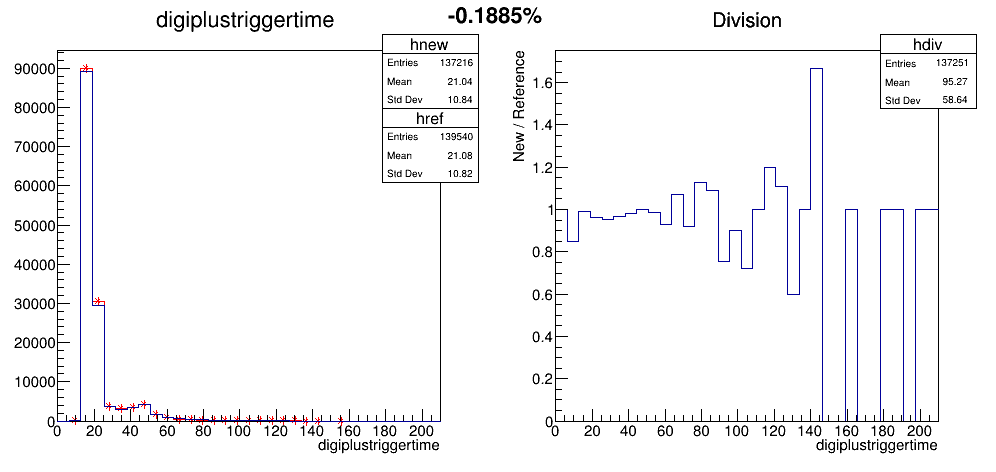 digiplustriggertime
-0.1885%
Division
hnew
Entries 137216
Mean 21.04
Std Dev 10.84
href
Entries 139540
Mean 21.08
Std Dev 10.82
90000
80000
70000
60000
50000
40000
30000
20000
10000
0
0 20 40 60 80 100 120 140 160 180 200
digiplustriggertime
hdiv
Entries 137251
Mean 95.27
Std Dev 58.64
New / Reference
1.6
1.4
1.2
1
0.8
0.6
0.4
0.2
0
0 20 40 60 80 100 120 140 160 180 200
digiplustriggertime